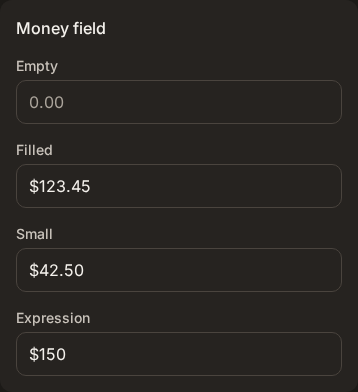 Money field
Empty
0.00
Filled
$123.45
Small
$42.50
Expression
$150